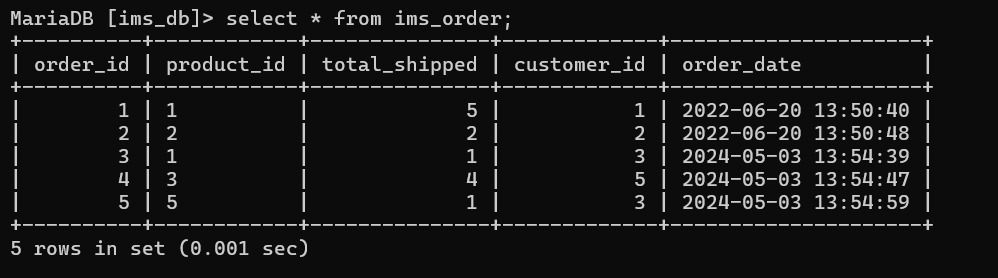 MariaDB [ims_db]> select * from ims_order;
+----------+------------+---------------+-------------+---------------------+
| order_id | product_id | total_shipped | customer_id | order_date          |
+----------+------------+---------------+-------------+---------------------+
|        1 | 1          |             5 |           1 | 2022-06-20 13:50:40 |
|        2 | 2          |             2 |           2 | 2022-06-20 13:50:48 |
|        3 | 1          |             1 |           3 | 2024-05-03 13:54:39 |
|        4 | 3          |             4 |           5 | 2024-05-03 13:54:47 |
|        5 | 5          |             1 |           3 | 2024-05-03 13:54:59 |
+----------+------------+---------------+-------------+---------------------+
5 rows in set (0.001 sec)